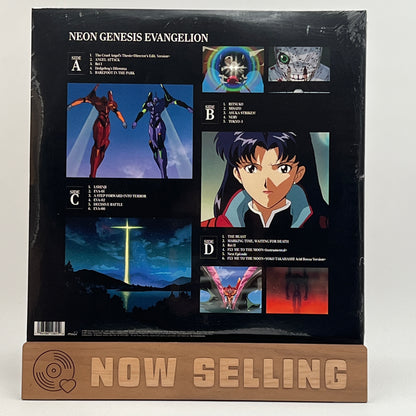 NEON GENESIS EVANGELION
SIDE A
1. The Cruel Angel's Thesis <Director's Edit. Version>
2. ANGEL ATTACK
3. Rei I
4. Hedgehog's Dilemma
5. BAREFOOT IN THE PARK
SIDE B
1. RITSUKO
2. MISATO
3. ASUKA STRIKES!
4. NERV
5. TOKYO-3
SIDE C
2. EVA-01
3. A STEP FORWARD INTO TERROR
4. EVA-02
5. DECISIVE BATTLE
6. EVA-00
SIDE D
1. THE BEAST
2. MARKING TIME, WAITING FOR DEATH
3. Rei II
4. FLY ME TO THE MOON <Instrumental>
5. Next Episode
6. FLY ME TO THE MOON <YOKO TAKAHASHI Acid Bossa Version>
NOW SELLING